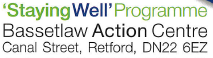 'StayingWell' Programme
Bassetlaw Action Centre
Canal Street, Retford, DN22 6EZ